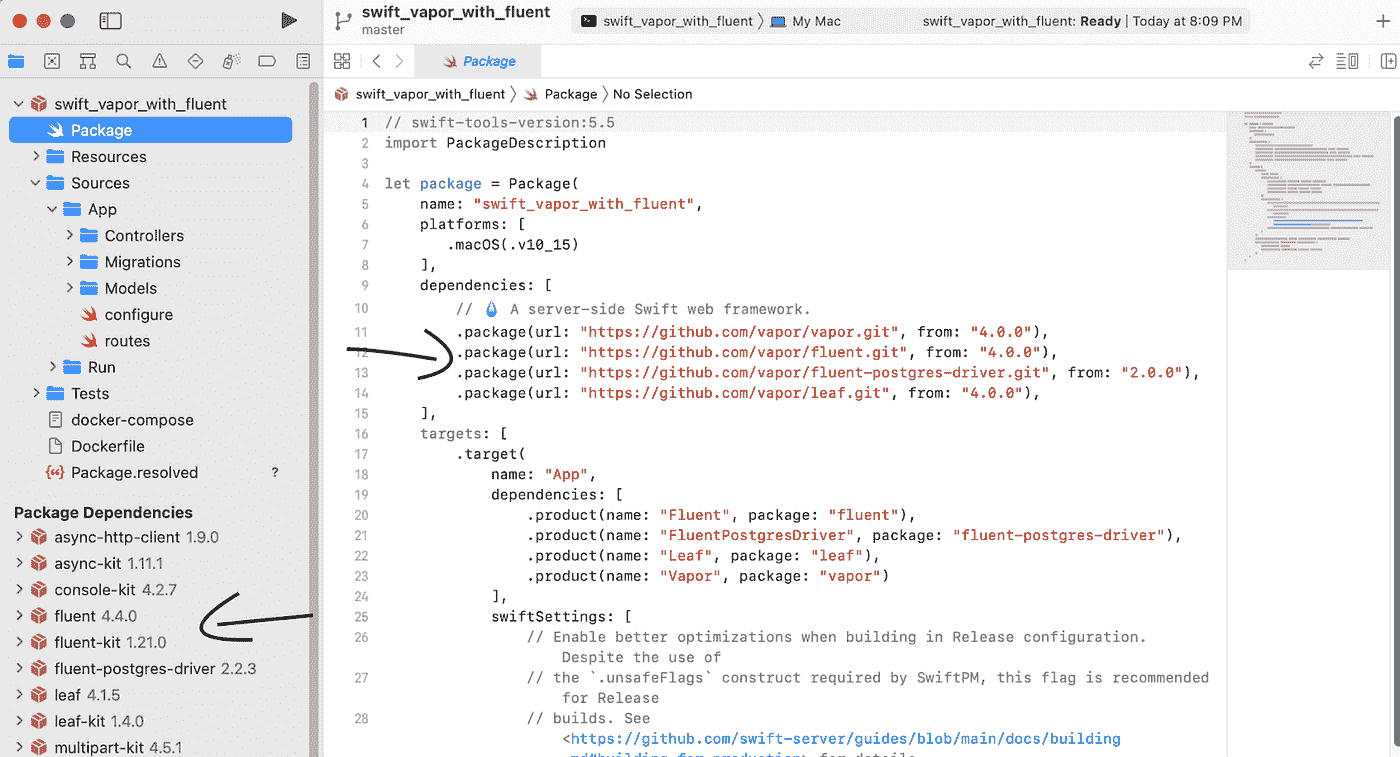 swift_vapor_with_fluent
master
swift_vapor_with_fluent 〉 My Mac
swift_vapor_with_fluent: Ready | Today at 8:09 PM
Package
swift_vapor_with_fluent 〉 Package 〉 No Selection
swift_vapor_with_fluent
Package
Resources
Sources
App
Controllers
Migrations
Models
configure
routes
Run
Tests
docker-compose
Dockerfile
Package.resolved ?
Package Dependencies
async-http-client 1.9.0
async-kit 1.11.1
console-kit 4.2.7
fluent 4.4.0
fluent-kit 1.21.0
fluent-postgres-driver 2.2.3
leaf 4.1.5
leaf-kit 1.4.0
multipart-kit 4.5.1
1 // swift-tools-version:5.5
2 import PackageDescription
3
4 let package = Package(
5 name: "swift_vapor_with_fluent",
6 platforms: [
7 .macOS(.v10_15)
8 ],
9 dependencies: [
10 // 💧 A server-side Swift web framework.
11 .package(url: "https://github.com/vapor/vapor.git", from: "4.0.0"),
12 .package(url: "https://github.com/vapor/fluent.git", from: "4.0.0"),
13 .package(url: "https://github.com/vapor/fluent-postgres-driver.git", from: "2.0.0"),
14 .package(url: "https://github.com/vapor/leaf.git", from: "4.0.0"),
15 ],
16 targets: [
17 .target(
18 name: "App",
19 dependencies: [
20 .product(name: "Fluent", package: "fluent"),
21 .product(name: "FluentPostgresDriver", package: "fluent-postgres-driver"),
22 .product(name: "Leaf", package: "leaf"),
23 .product(name: "Vapor", package: "vapor")
24 ],
25 swiftSettings: [
26 // Enable better optimizations when building in Release configuration.
Despite the use of
27 // the `.unsafeFlags` construct required by SwiftPM, this flag is recommended
for Release
28 // builds. See
<https://github.com/swift-server/guides/blob/main/docs/building